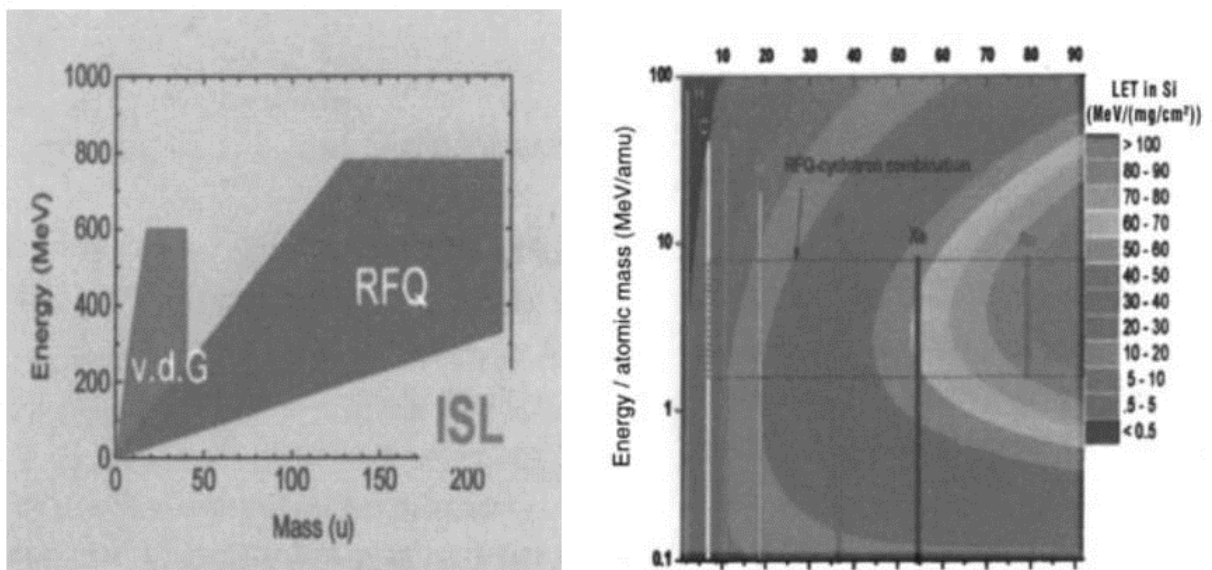 1000
800
600
400
200
0
Energy (MeV)
v.d.G
RFQ
ISL
0
50
100
150
200
Mass (u)
10 20 30 40 50 60 70 80 90
100
10
1
0.1
Energy / atomic mass (MeV/amu)
RFQ-cyclotron combination
Xe
LET in Si
(MeV/(mg/cm²))
> 100
80 - 90
70 - 80
60 - 70
50 - 60
40 - 50
30 - 40
20 - 30
10 - 20
5 - 10
.5 - 5
< 0.5